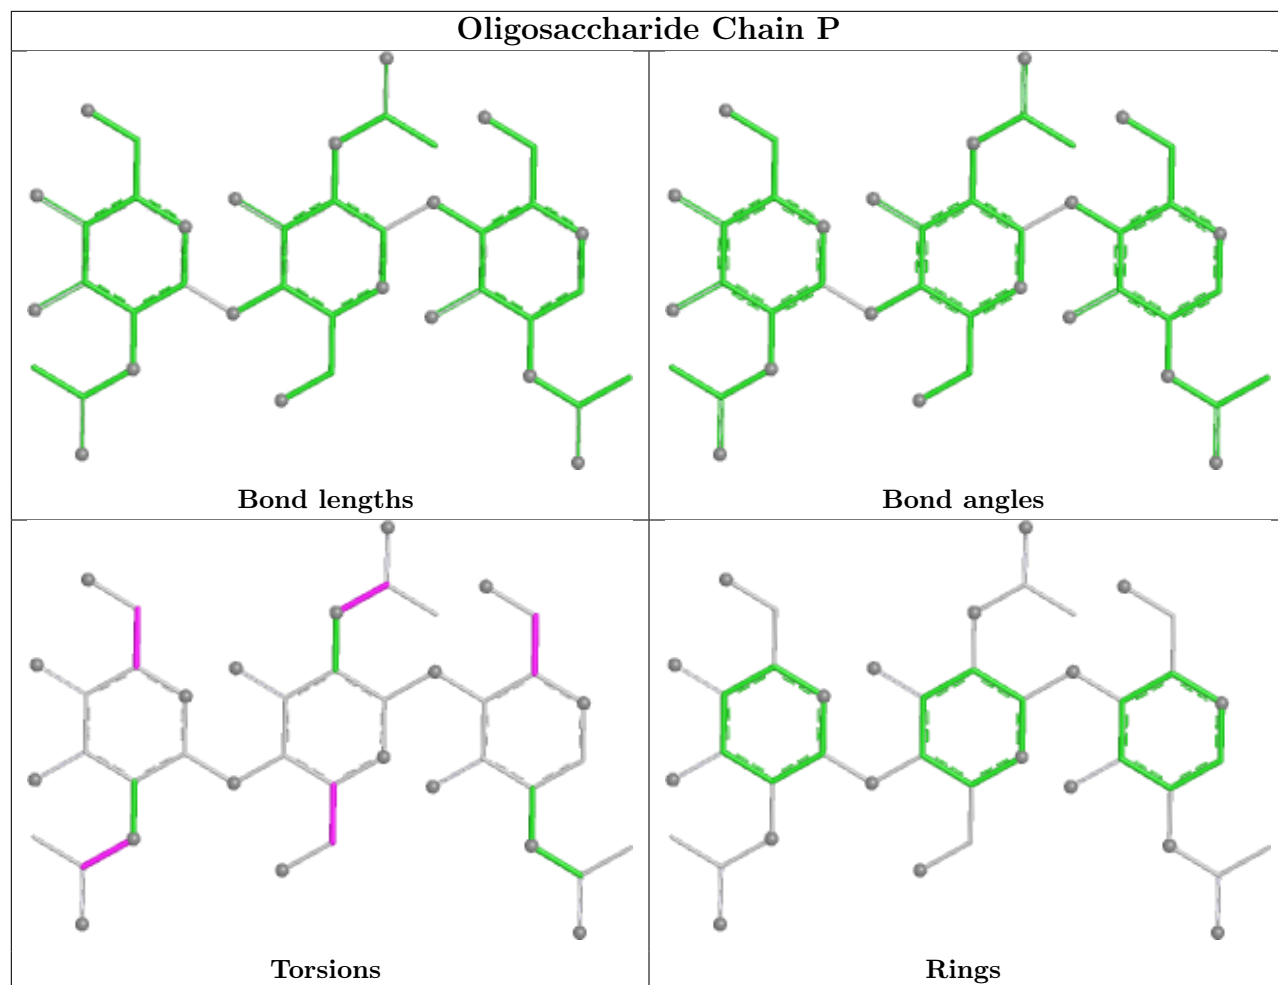 Oligosaccharide Chain P
Bond lengths
Bond angles
Torsions
Rings